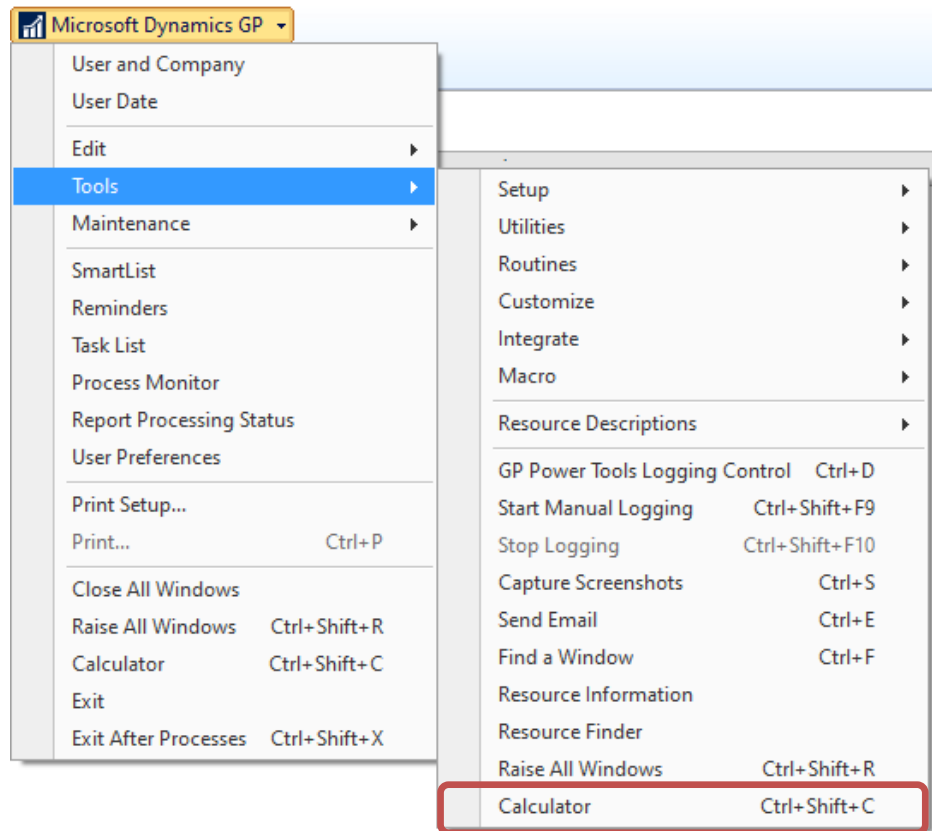 Microsoft Dynamics GP
User and Company
User Date
Edit
Tools
Maintenance
SmartList
Reminders
Task List
Process Monitor
Report Processing Status
User Preferences
Print Setup...
Print... Ctrl+P
Close All Windows
Raise All Windows Ctrl+Shift+R
Calculator Ctrl+Shift+C
Exit
Exit After Processes Ctrl+Shift+X
Setup
Utilities
Routines
Customize
Integrate
Macro
Resource Descriptions
GP Power Tools Logging Control Ctrl+D
Start Manual Logging Ctrl+Shift+F9
Stop Logging Ctrl+Shift+F10
Capture Screenshots Ctrl+S
Send Email Ctrl+E
Find a Window Ctrl+F
Resource Information
Resource Finder
Raise All Windows Ctrl+Shift+R
Calculator Ctrl+Shift+C